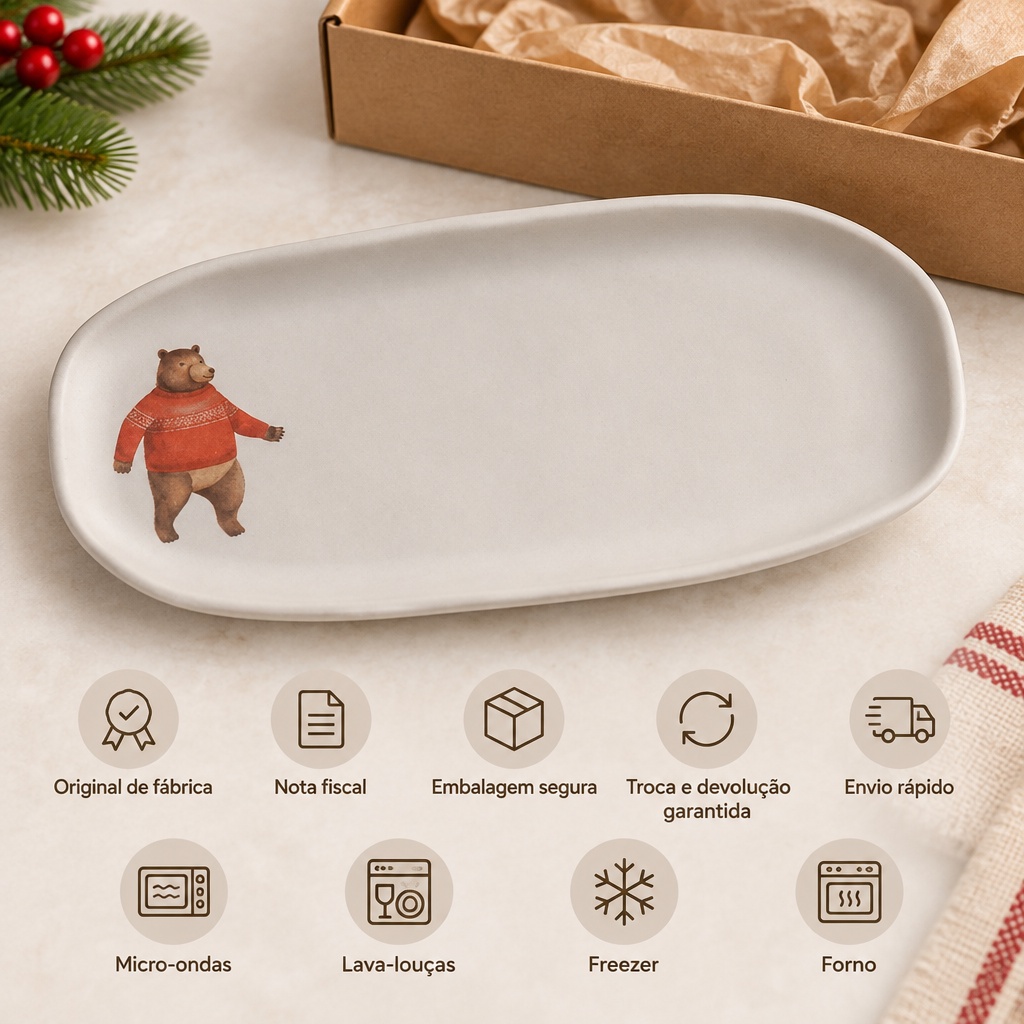 Original de fábrica
Nota fiscal
Embalagem segura
Troca e devolução
garantida
Envio rápido
Micro-ondas
Lava-louças
Freezer
Forno